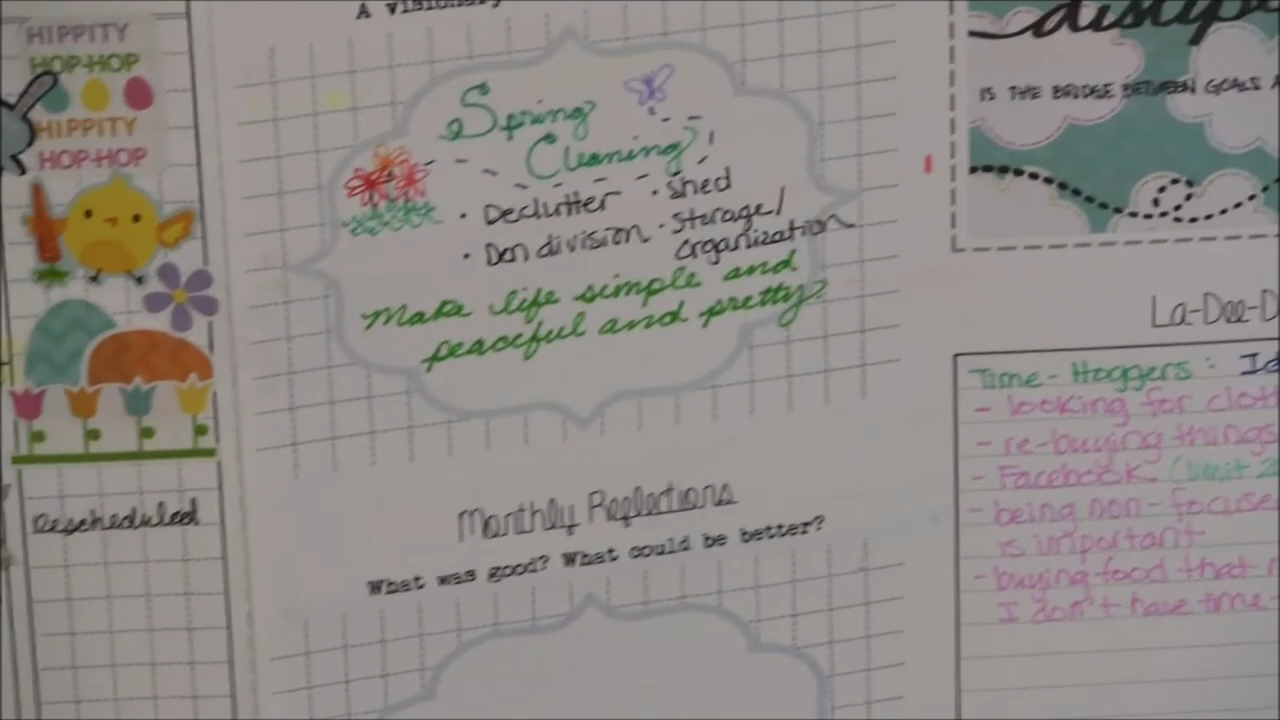 HIPPITY
HOP-HOP
HIPPITY
HOP-HOP
Rescheduled
A visionary
Spring
Cleaning
• Declutter
• Den division
• Shed
• Storage/
organization
Make life simple and
peaceful and pretty
Monthly Reflections
What was good? What could be better?
IS THE BRIDGE BETWEEN GOALS
La-Dee-D
Time-Hoggers:
- looking for
- re-buying things
- Facebook (limit
- being non-
is important
- buying food that
I don't have time